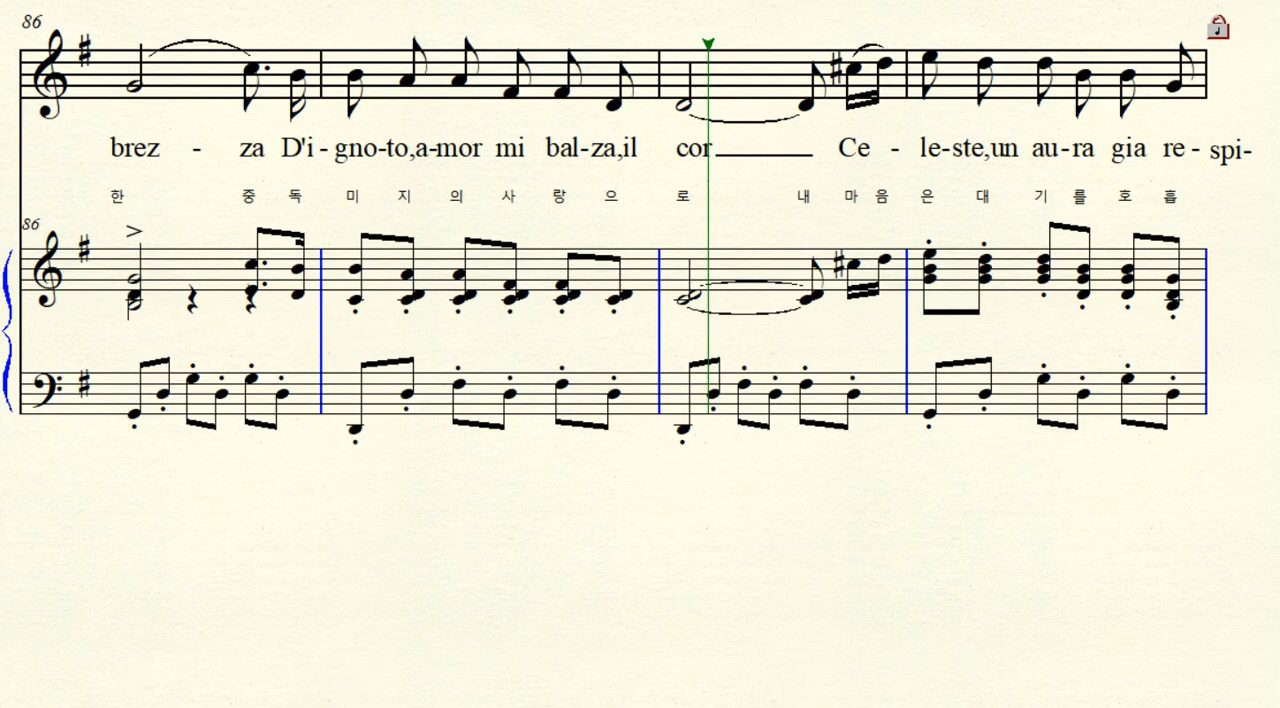 86
brez - za D'i - gno-to,a-mor mi bal-za,il cor Ce - le-ste,un au-ra gia re - spi-
한 중 독 미 지 의 사 랑 으 로 내 마 음 은 대 기 를 호 흡
86